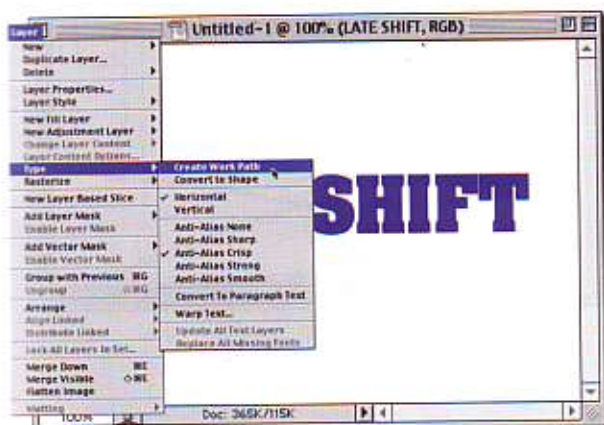 Layer
Untitled-1 @ 100% (LATE SHIFT, RGB)
New
Duplicate Layer...
Delete
Layer Properties...
Layer Style
New Fill Layer
New Adjustment Layer
Change Layer Content
Layer Content Options...
Type
Rasterize
New Layer Based Slice
Add Layer Mask
Enable Layer Mask
Add Vector Mask
Enable Vector Mask
Group with Previous ⌘G
Ungroup ⇧⌘G
Arrange
Align Linked
Distribute Linked
Lock All Layers In Set...
Merge Down ⌘E
Merge Visible ⇧⌘E
Flatten Image
Matting
Create Work Path
Convert to Shape
Horizontal
Vertical
Anti-Alias None
Anti-Alias Sharp
Anti-Alias Crisp
Anti-Alias Strong
Anti-Alias Smooth
Convert To Paragraph Text
Warp Text...
Update All Text Layers
Replace All Missing Fonts
SHIFT
100%
Doc: 365K/115K